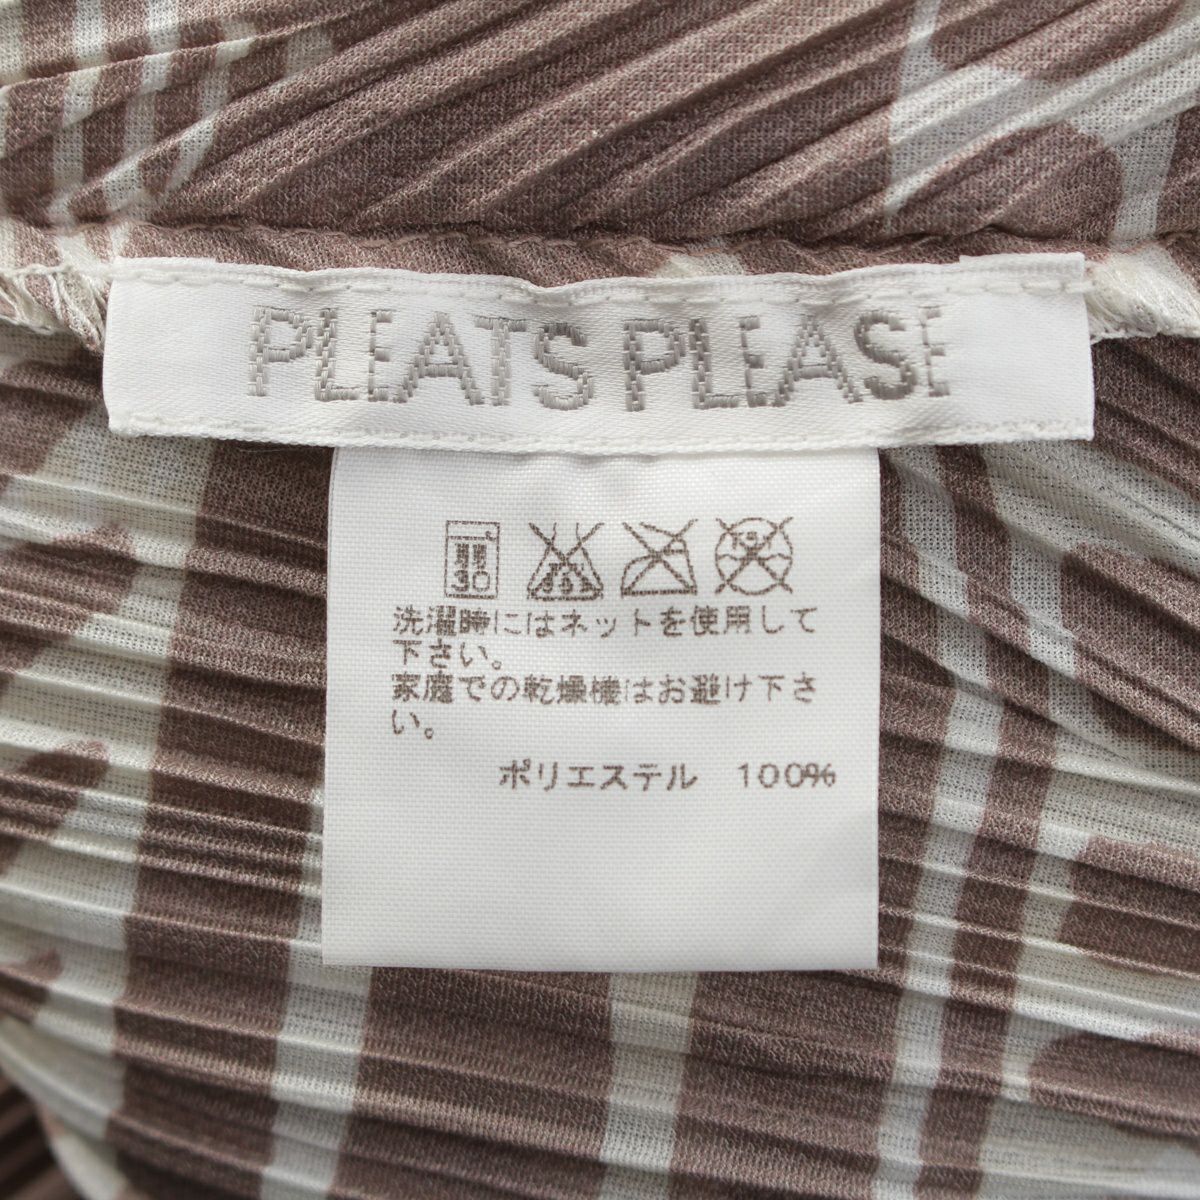 PLEATS PLEASE
30
洗濯時にはネットを使用して
下さい。
家庭での乾燥機はお避け下さ
い。
ポリエステル 100%